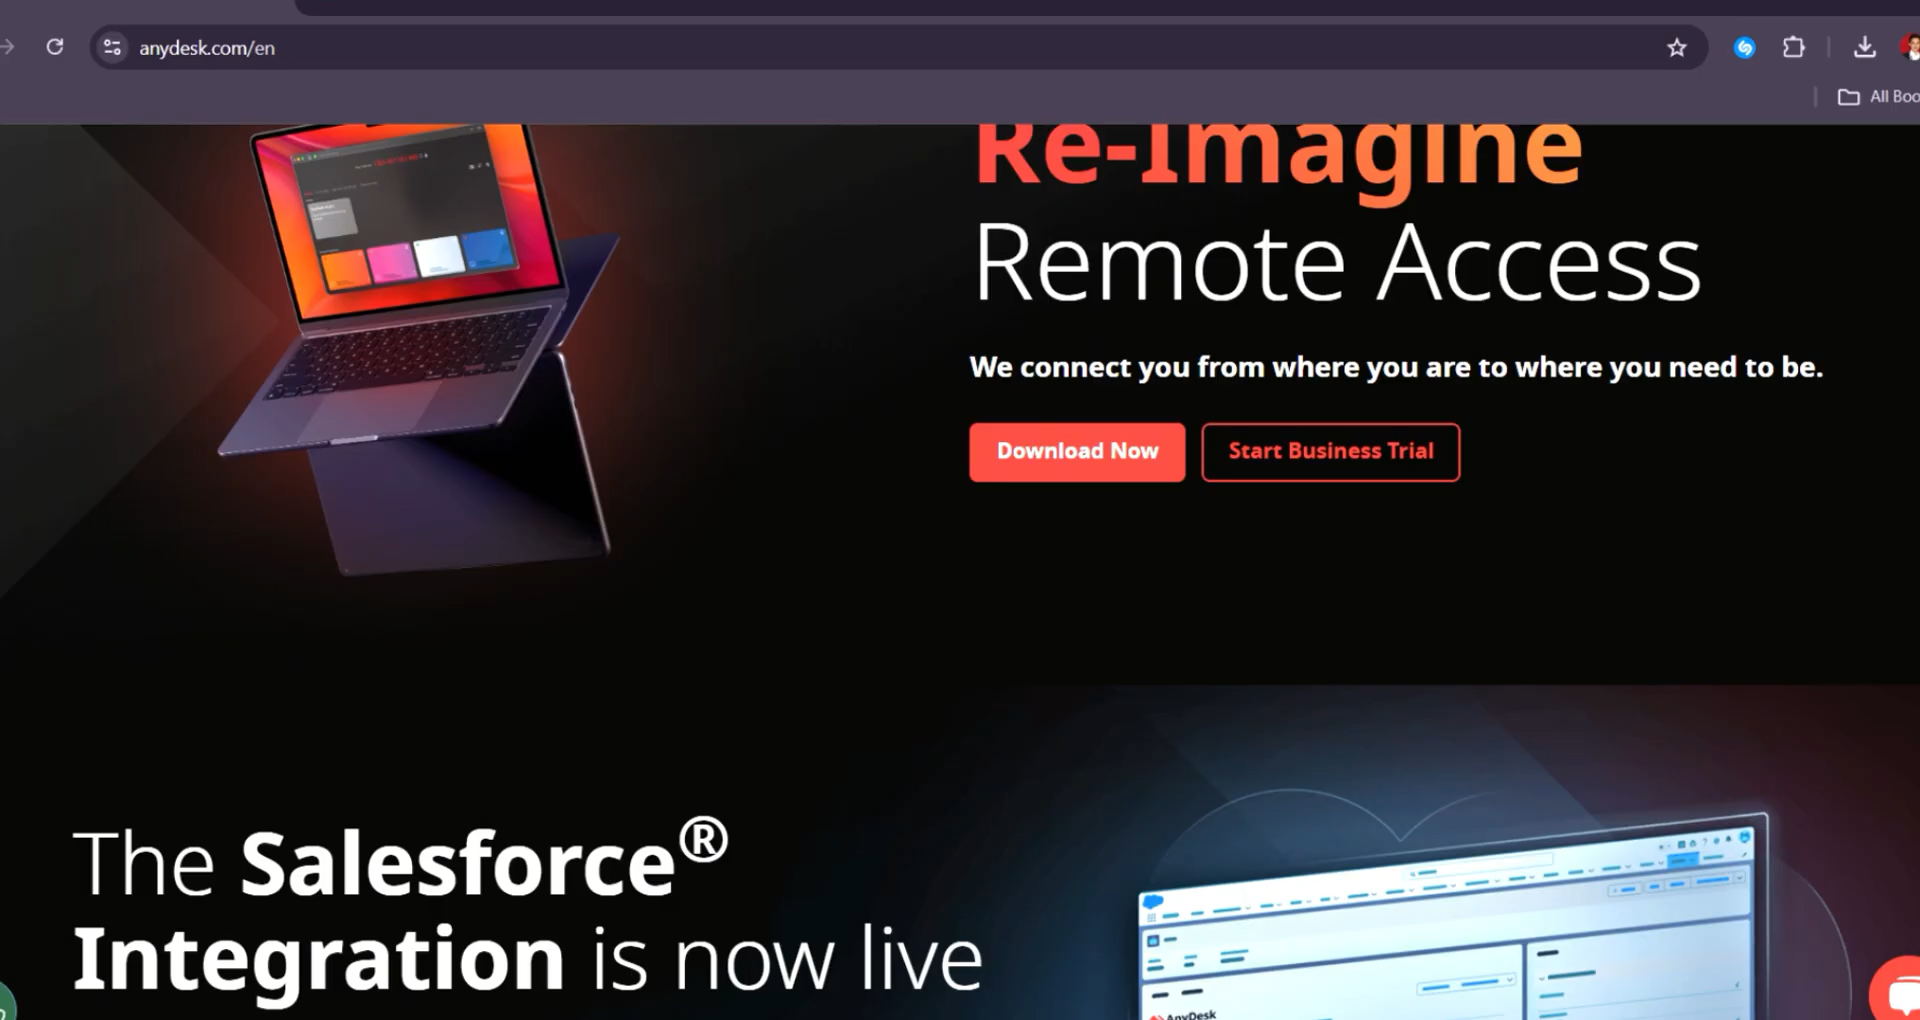 anydesk.com/en
All Boo
Re-Imagine
Remote Access
We connect you from where you are to where you need to be.
Download Now
Start Business Trial
The Salesforce®
Integration is now live
AnyDesk